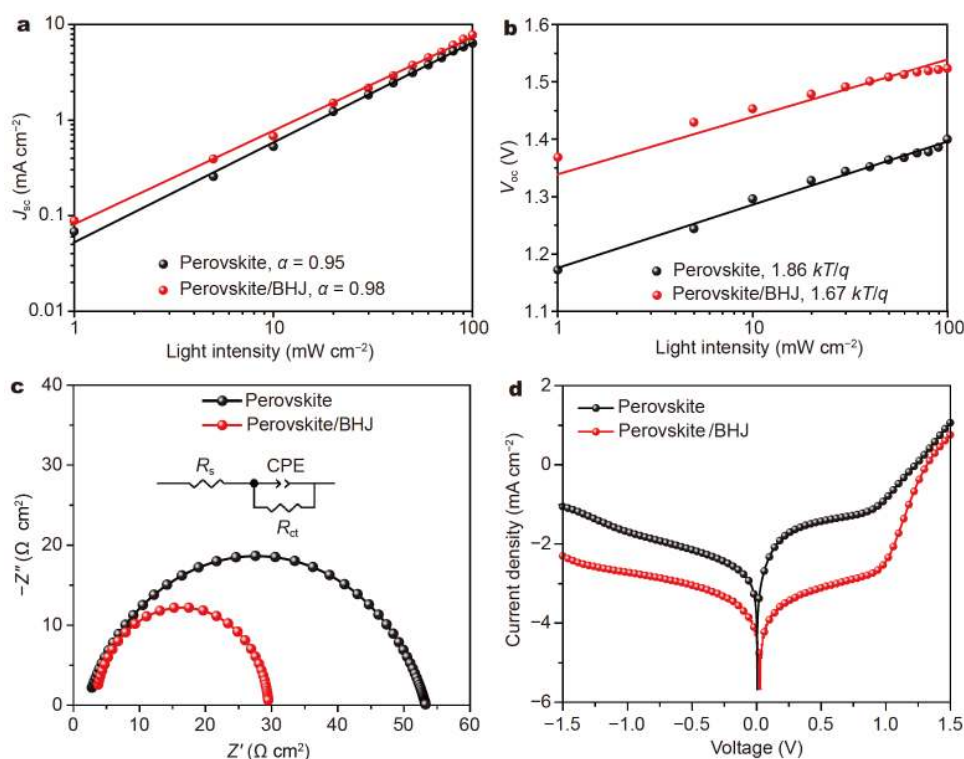 a
10
1
0.1
0.01
J_sc (mA cm⁻²)
Perovskite, α = 0.95
Perovskite/BHJ, α = 0.98
1
10
100
Light intensity (mW cm⁻²)
b
1.6
1.5
1.4
1.3
1.2
1.1
V_oc (V)
Perovskite, 1.86 kT/q
Perovskite/BHJ, 1.67 kT/q
1
10
100
Light intensity (mW cm⁻²)
c
40
30
20
10
0
−Z″ (Ω cm²)
Perovskite
Perovskite/BHJ
R_s
CPE
R_ct
0
10
20
30
40
50
60
Z′ (Ω cm²)
d
2
0
−2
−4
−6
Current density (mA cm⁻²)
Perovskite
Perovskite/BHJ
−1.5
−1.0
−0.5
0.0
0.5
1.0
1.5
Voltage (V)